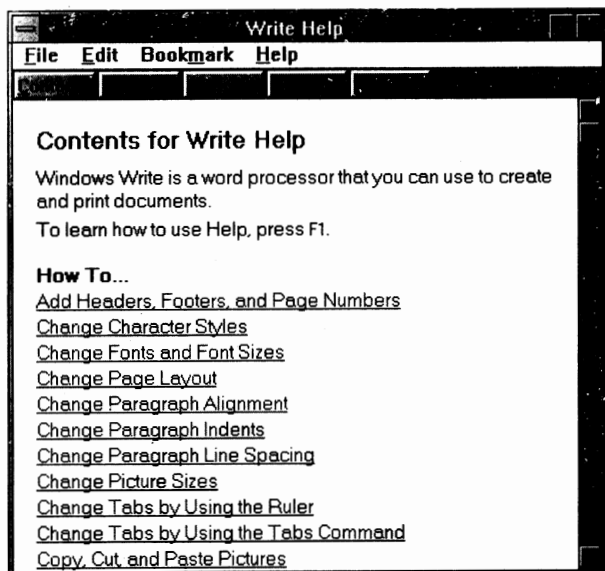 Write Help
File Edit Bookmark Help
Contents for Write Help
Windows Write is a word processor that you can use to create
and print documents.
To learn how to use Help, press F1.
How To...
Add Headers, Footers, and Page Numbers
Change Character Styles
Change Fonts and Font Sizes
Change Page Layout
Change Paragraph Alignment
Change Paragraph Indents
Change Paragraph Line Spacing
Change Picture Sizes
Change Tabs by Using the Ruler
Change Tabs by Using the Tabs Command
Copy, Cut, and Paste Pictures